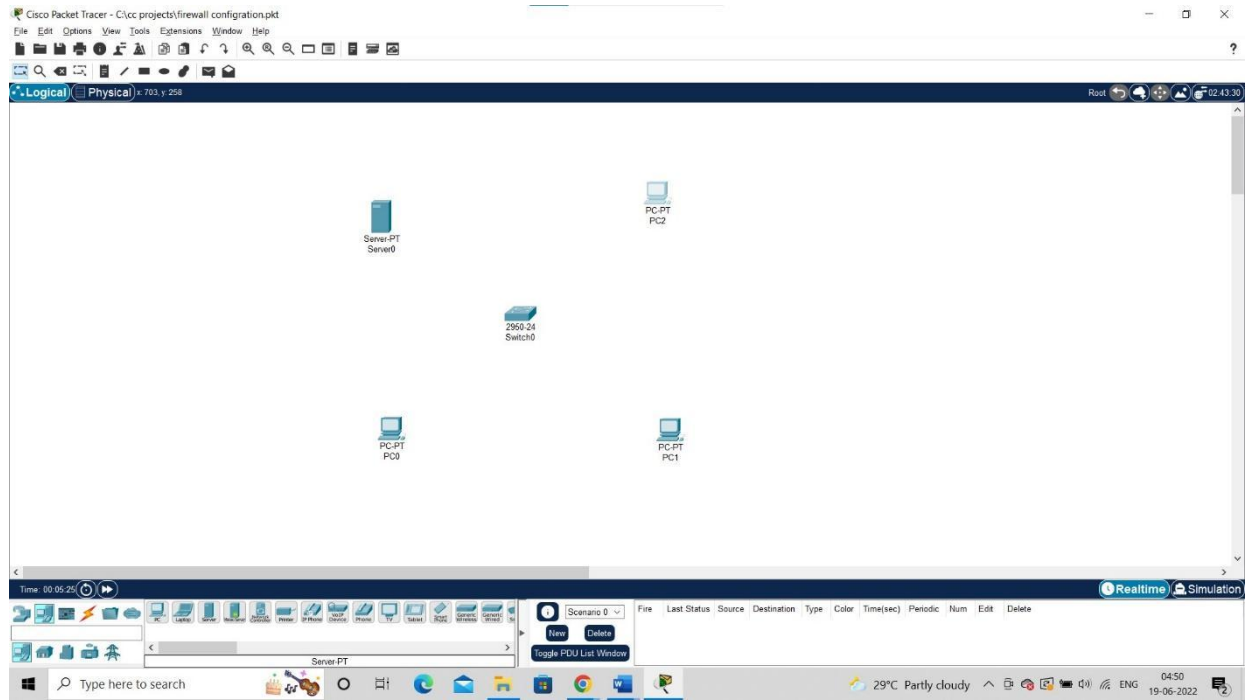 Cisco Packet Tracer - C:\cc projects\firewall configration.pkt
File Edit Options View Tools Extensions Window Help
?
Logical Physical x: 703, y: 258 Root 02:43:30
PC-PT
PC2
Server-PT
Server0
2950-24
Switch0
PC-PT
PC0
PC-PT
PC1
Time: 00:05:25 Realtime Simulation
Scenario 0 Fire Last Status Source Destination Type Color Time(sec) Periodic Num Edit Delete
New Delete
Toggle PDU List Window
Server-PT
Type here to search 29°C Partly cloudy ENG 04:50
19-06-2022